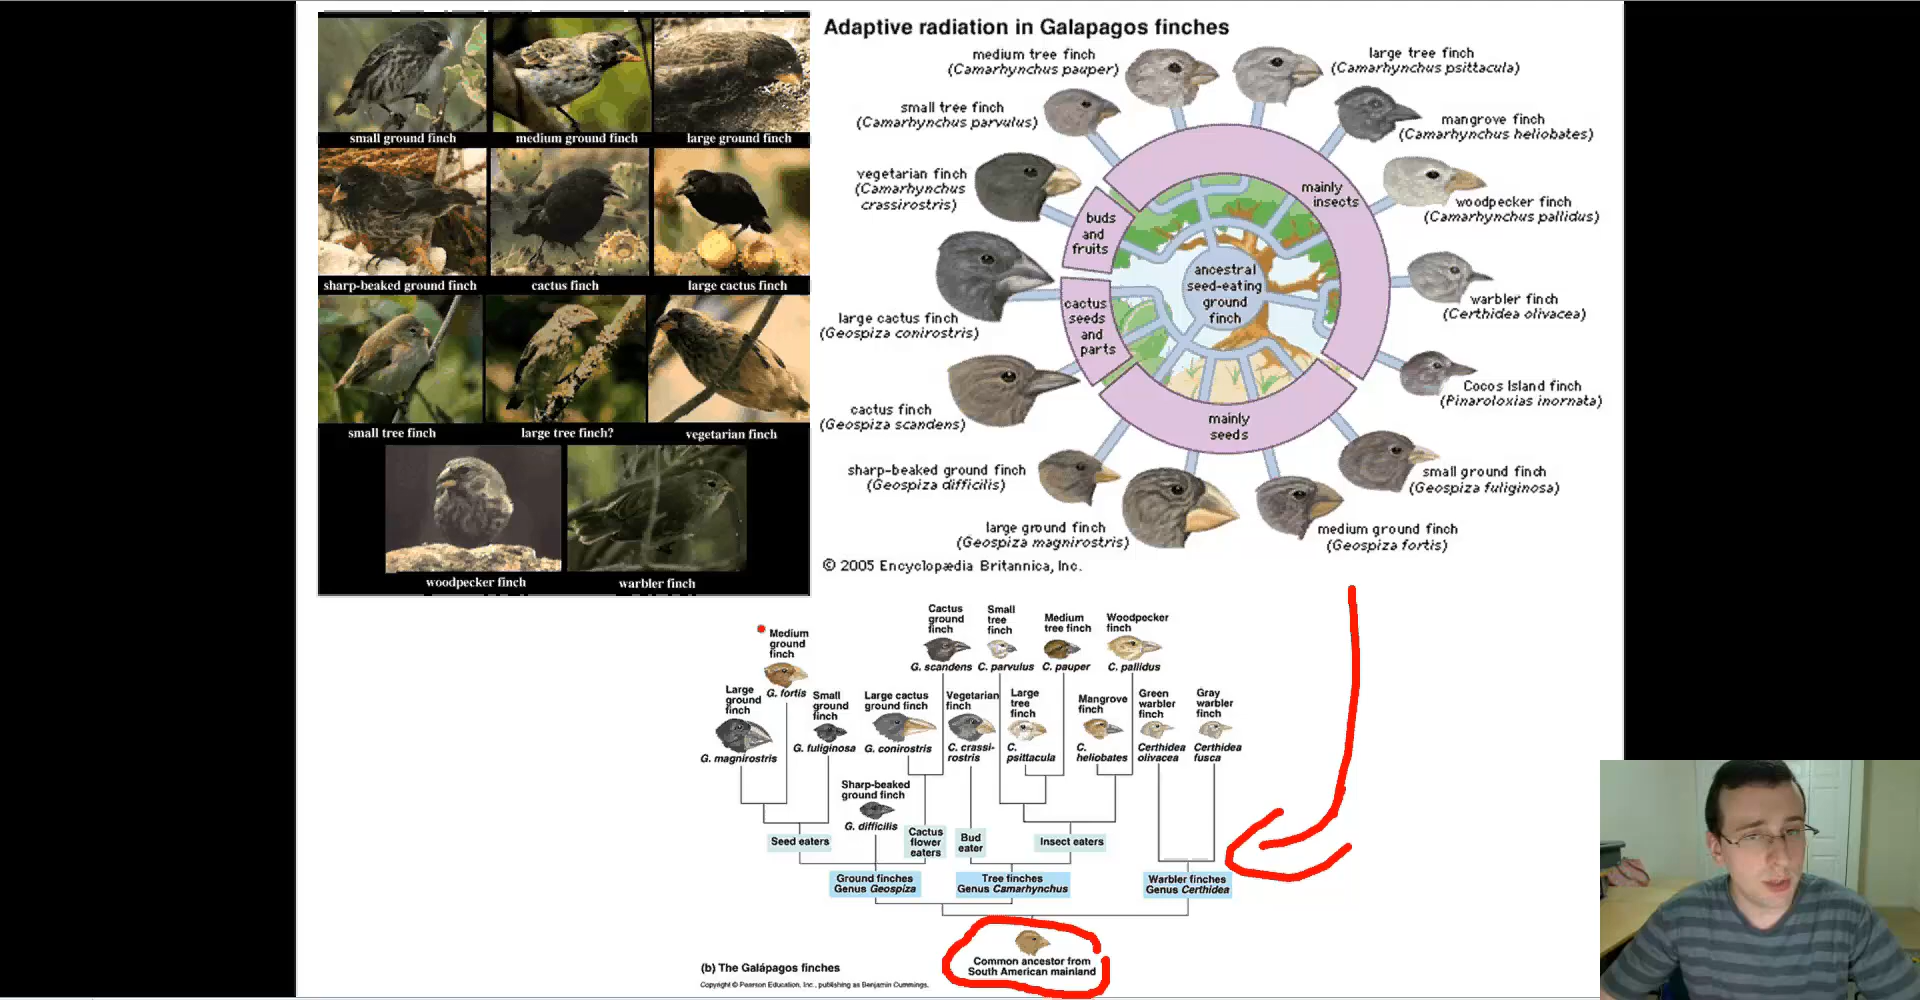 small ground finch
medium ground finch
large ground finch
sharp-beaked ground finch
cactus finch
large cactus finch
small tree finch
large tree finch?
vegetarian finch
woodpecker finch
warbler finch
Adaptive radiation in Galapagos finches
medium tree finch
(Camarhynchus pauper)
large tree finch
(Camarhynchus psittacula)
small tree finch
(Camarhynchus parvulus)
mangrove finch
(Camarhynchus heliobates)
vegetarian finch
(Camarhynchus
crassirostris)
woodpecker finch
(Camarhynchus pallidus)
large cactus finch
(Geospiza conirostris)
warbler finch
(Certhidea olivacea)
cactus finch
(Geospiza scandens)
Cocos Island finch
(Pinaroloxias inornata)
sharp-beaked ground finch
(Geospiza difficilis)
small ground finch
(Geospiza fuliginosa)
large ground finch
(Geospiza magnirostris)
medium ground finch
(Geospiza fortis)
mainly
insects
buds
and
fruits
cactus
seeds
and
parts
mainly
seeds
ancestral
seed-eating
ground
finch
© 2005 Encyclopædia Britannica, Inc.
Cactus
ground
finch
G. scandens
Small
tree
finch
C. parvulus
Medium
tree finch
C. pauper
Woodpecker
finch
C. pallidus
Medium
ground
finch
G. fortis
Large
ground
finch
G. magnirostris
Small
ground
finch
G. fuliginosa
Large cactus
ground finch
G. conirostris
Vegetarian
finch
C. crassi-
rostris
Large
tree
finch
C.
psittacula
Mangrove
finch
C.
heliobates
Green
warbler
finch
Certhidea
olivacea
Gray
warbler
finch
Certhidea
fusca
Sharp-beaked
ground finch
G. difficilis
Seed eaters
Cactus
flower
eaters
Bud
eater
Insect eaters
Ground finches
Genus Geospiza
Tree finches
Genus Camarhynchus
Warbler finches
Genus Certhidea
Common ancestor from
South American mainland
(b) The Galápagos finches
Copyright © Pearson Education, Inc., publishing as Benjamin Cummings.